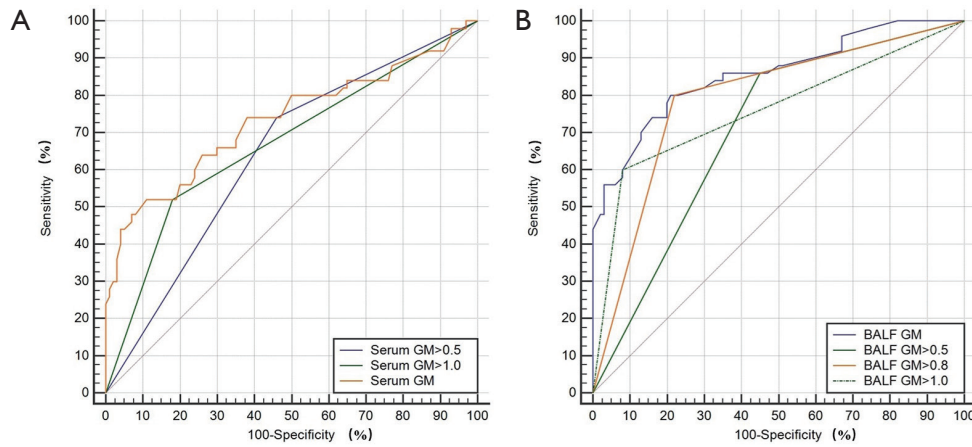 A
100
90
80
70
60
50
40
30
20
10
0
Sensitivity (%)
0 10 20 30 40 50 60 70 80 90 100
100-Specificity (%)
Serum GM>0.5
Serum GM>1.0
Serum GM
B
100
90
80
70
60
50
40
30
20
10
0
Sensitivity (%)
0 10 20 30 40 50 60 70 80 90 100
100-Specificity (%)
BALF GM
BALF GM>0.5
BALF GM>0.8
BALF GM>1.0